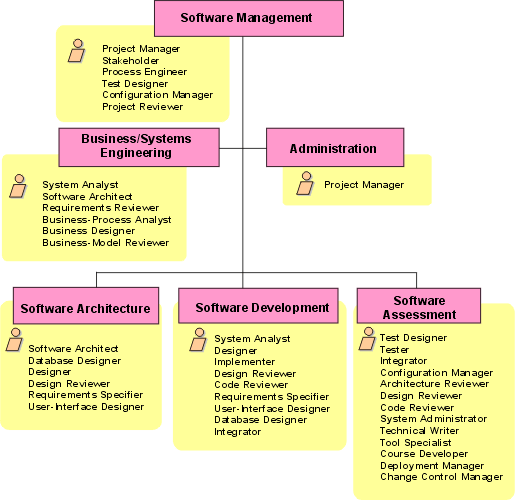 Software Management
Project Manager
Stakeholder
Process Engineer
Test Designer
Configuration Manager
Project Reviewer
Business/Systems
Engineering
System Analyst
Software Architect
Requirements Reviewer
Business-Process Analyst
Business Designer
Business-Model Reviewer
Administration
Project Manager
Software Architecture
Software Architect
Database Designer
Designer
Design Reviewer
Requirements Specifier
User-Interface Designer
Software Development
System Analyst
Designer
Implementer
Design Reviewer
Code Reviewer
Requirements Specifier
User-Interface Designer
Database Designer
Integrator
Software
Assessment
Test Designer
Tester
Integrator
Configuration Manager
Architecture Reviewer
Design Reviewer
Code Reviewer
System Administrator
Technical Writer
Tool Specialist
Course Developer
Deployment Manager
Change Control Manager